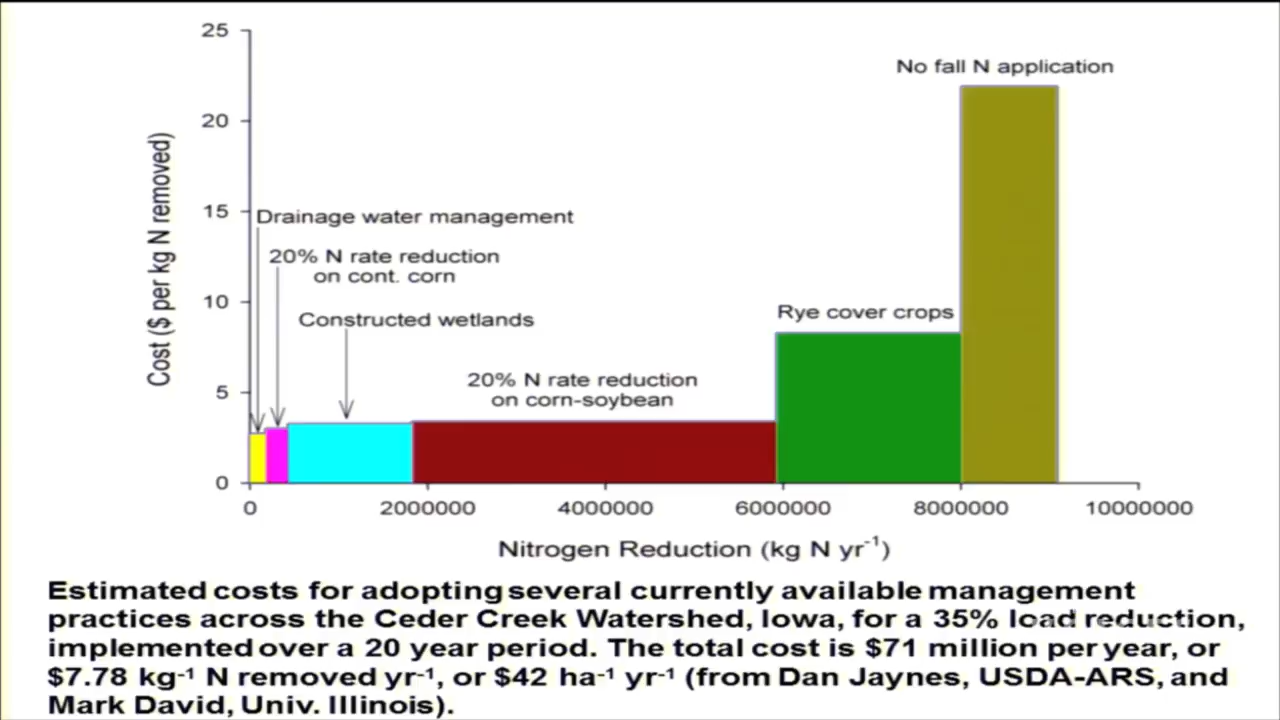 25
No fall N application
20
Cost ($ per kg N removed)
15
Drainage water management
20% N rate reduction
on cont. corn
10
Constructed wetlands
Rye cover crops
20% N rate reduction
on corn-soybean
5
0
0 2000000 4000000 6000000 8000000 10000000
Nitrogen Reduction (kg N yr⁻¹)
Estimated costs for adopting several currently available management
practices across the Ceder Creek Watershed, Iowa, for a 35% load reduction,
implemented over a 20 year period. The total cost is $71 million per year, or
$7.78 kg⁻¹ N removed yr⁻¹, or $42 ha⁻¹ yr⁻¹ (from Dan Jaynes, USDA-ARS, and
Mark David, Univ. Illinois).